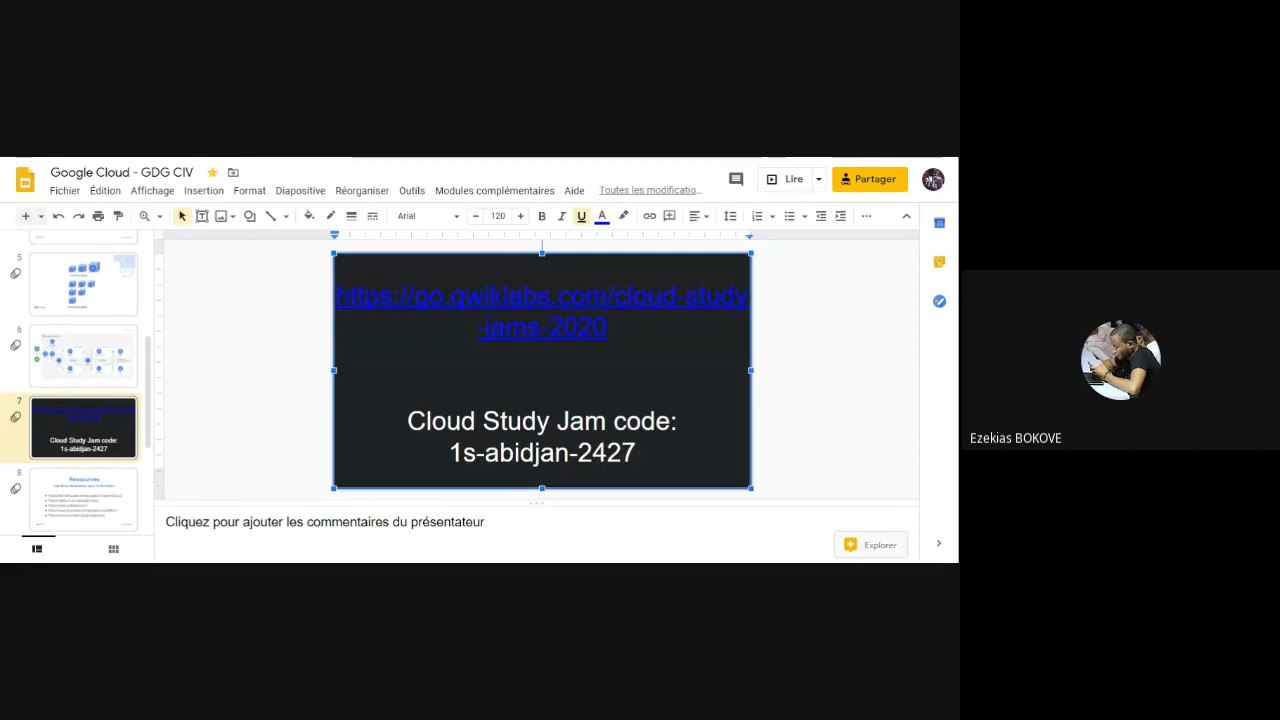 Google Cloud - GDG CIV
Fichier Édition Affichage Insertion Format Diapositive Réorganiser Outils Modules complémentaires Aide Toutes les modificatio...
Lire
Partager
Arial
120
B I U A
5
6
7
Cloud Study Jam code:
1s-abidjan-2427
8
Ressources
https://go.qwiklabs.com/cloud-study
-jams-2020
Cloud Study Jam code:
1s-abidjan-2427
Cliquez pour ajouter les commentaires du présentateur
Explorer
Ezekias BOKOVE